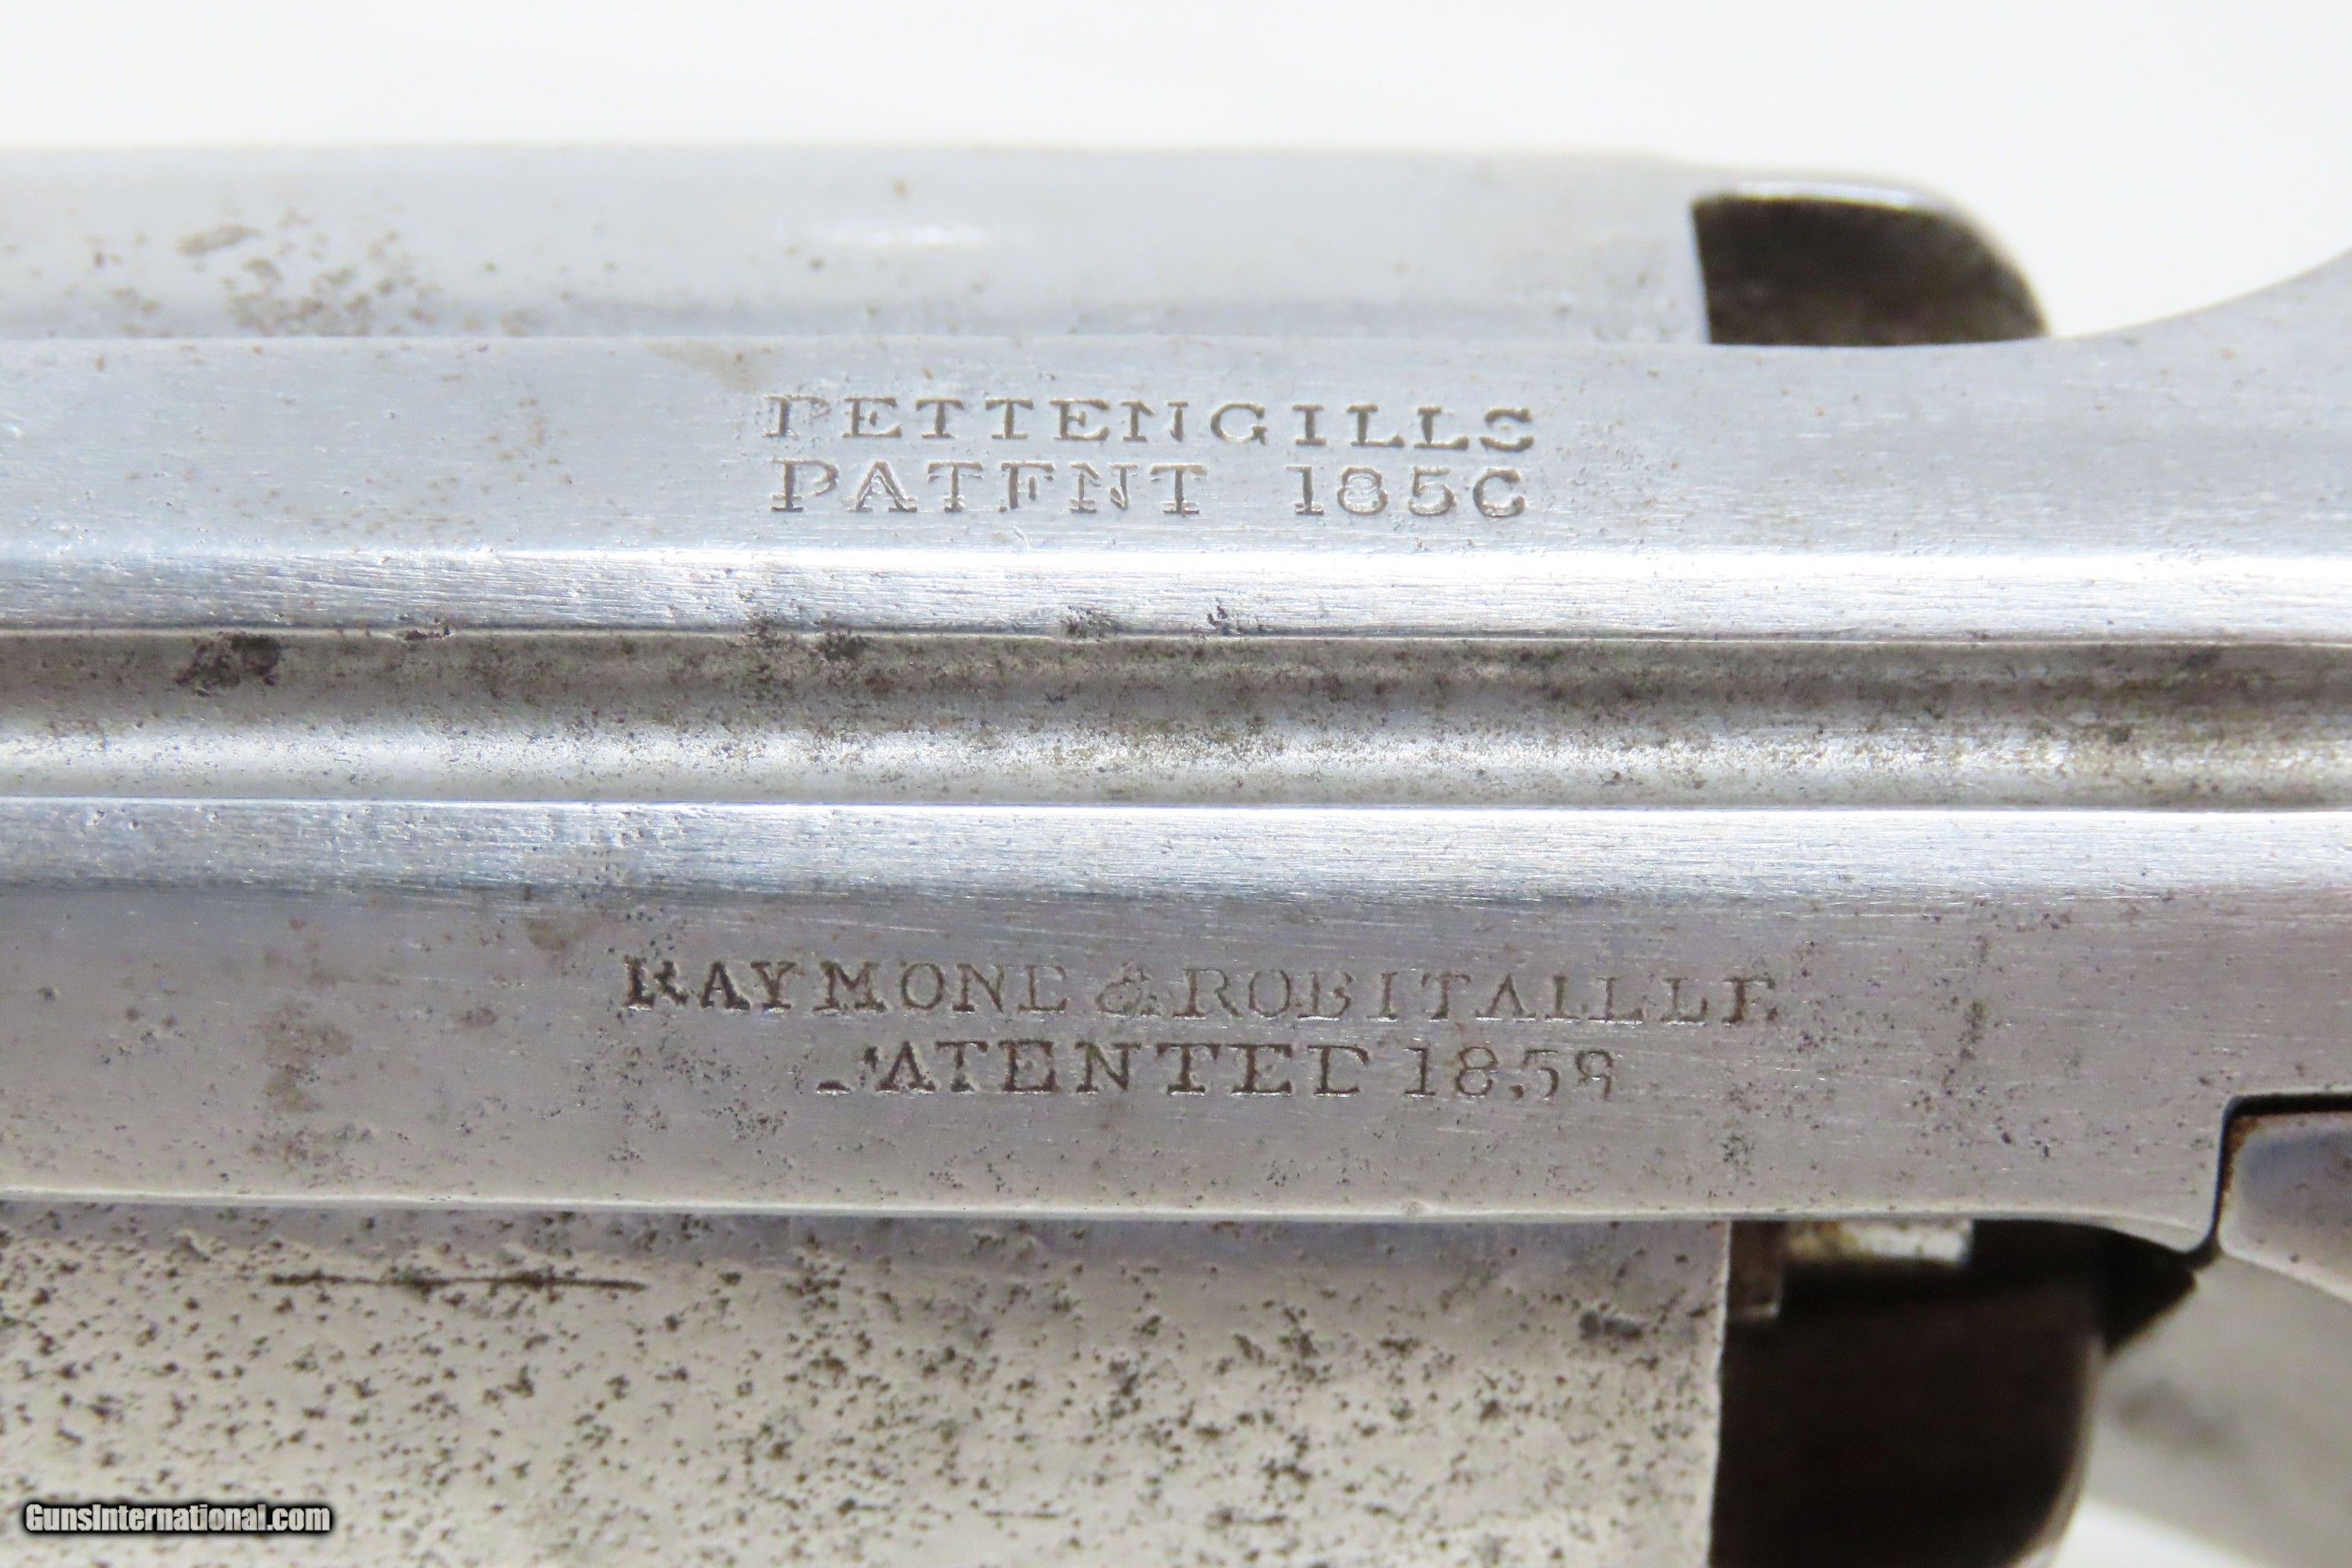 PETTENGILLS
PATENT 1856
RAYMOND & ROBITAILLE
PATENTED 1858
GunsInternational.com